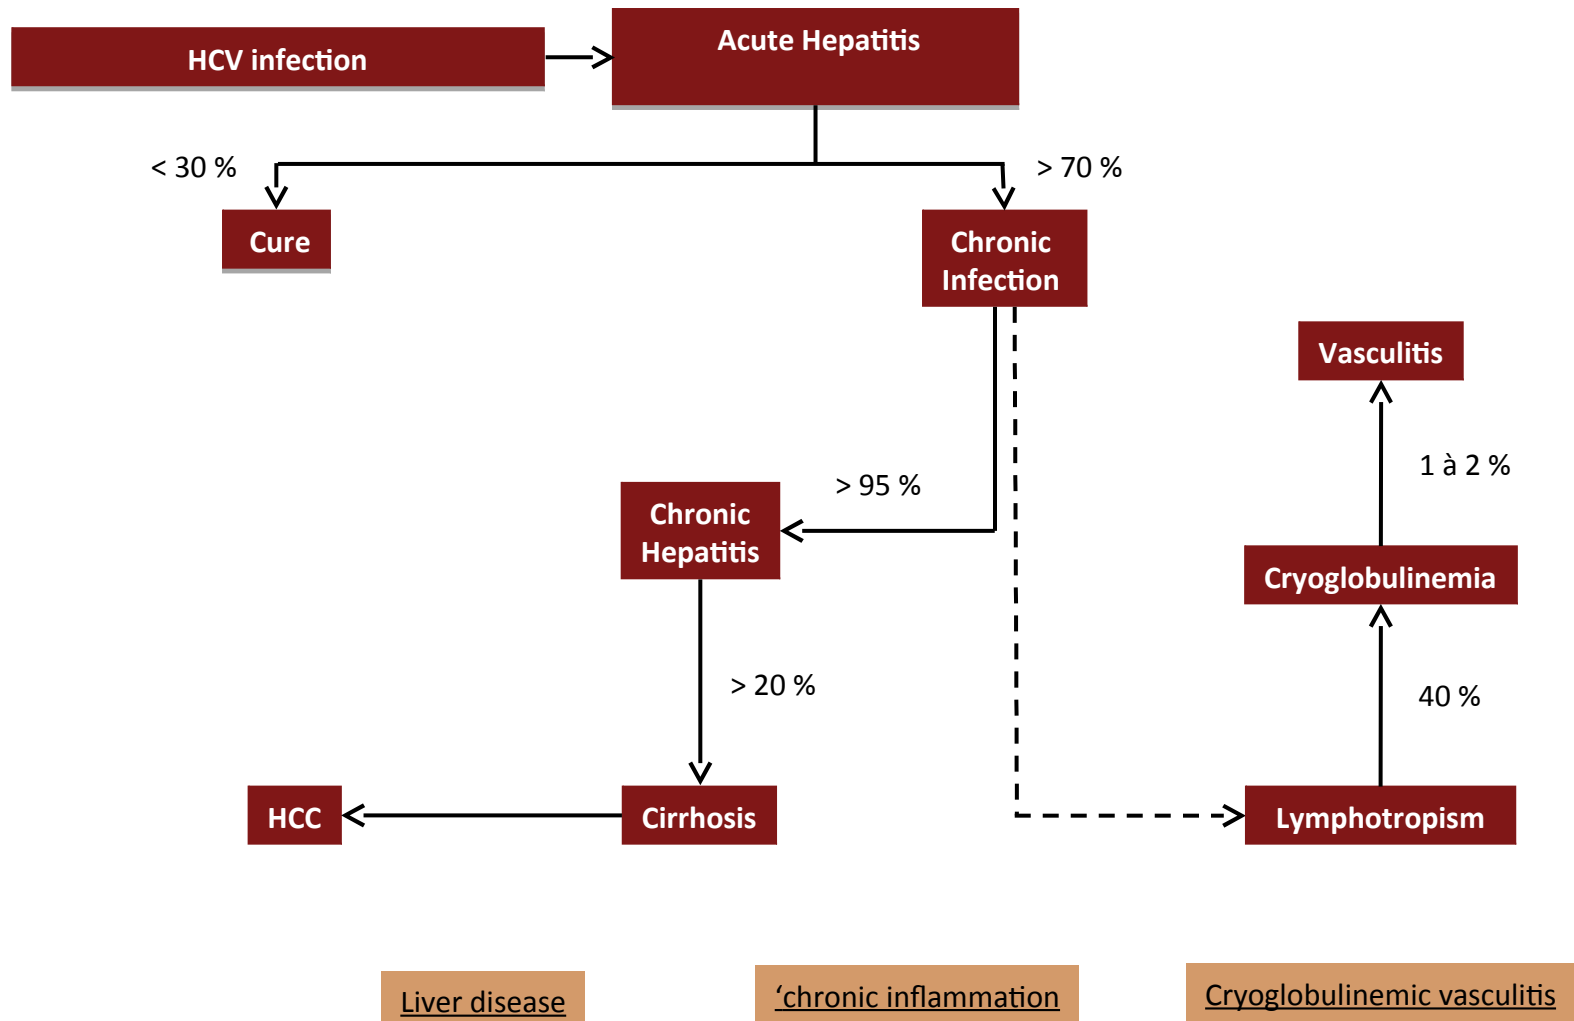 HCV infection
Acute Hepatitis
< 30 %
> 70 %
Cure
Chronic
Infection
Vasculitis
1 à 2 %
> 95 %
Chronic
Hepatitis
Cryoglobulinemia
> 20 %
40 %
HCC
Cirrhosis
Lymphotropism
Liver disease
‘chronic inflammation
Cryoglobulinemic vasculitis